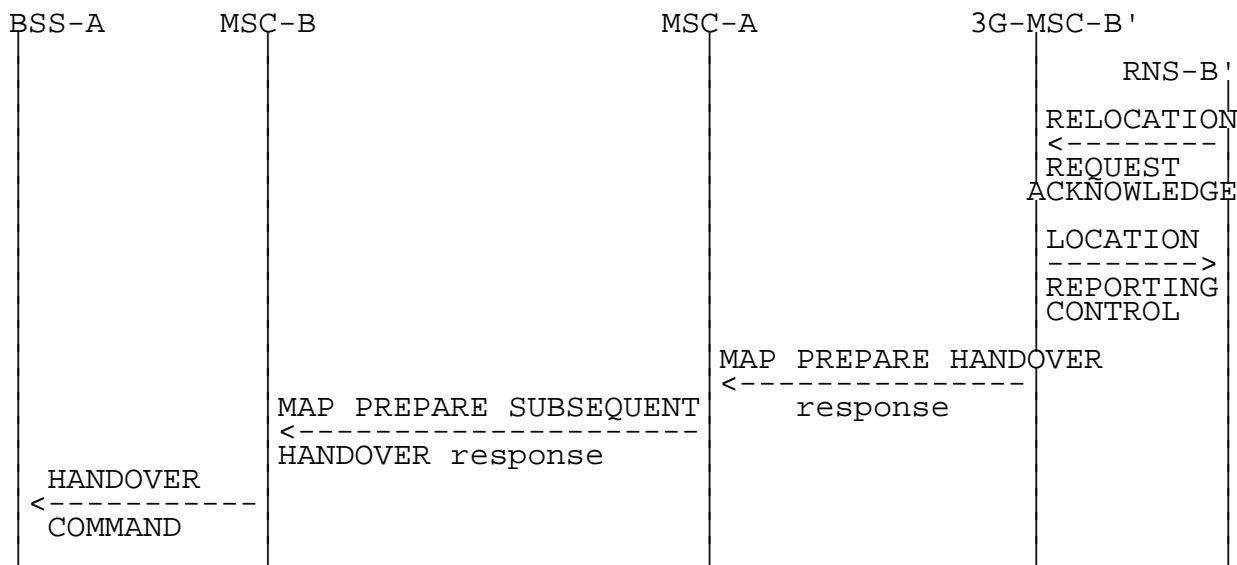 BSS-A MSC-B MSC-A 3G-MSC-B'
RNS-B'
RELOCATION
REQUEST
ACKNOWLEDGE
LOCATION
REPORTING
CONTROL
MAP PREPARE HANDOVER
response
MAP PREPARE SUBSEQUENT
HANDOVER response
HANDOVER
COMMAND